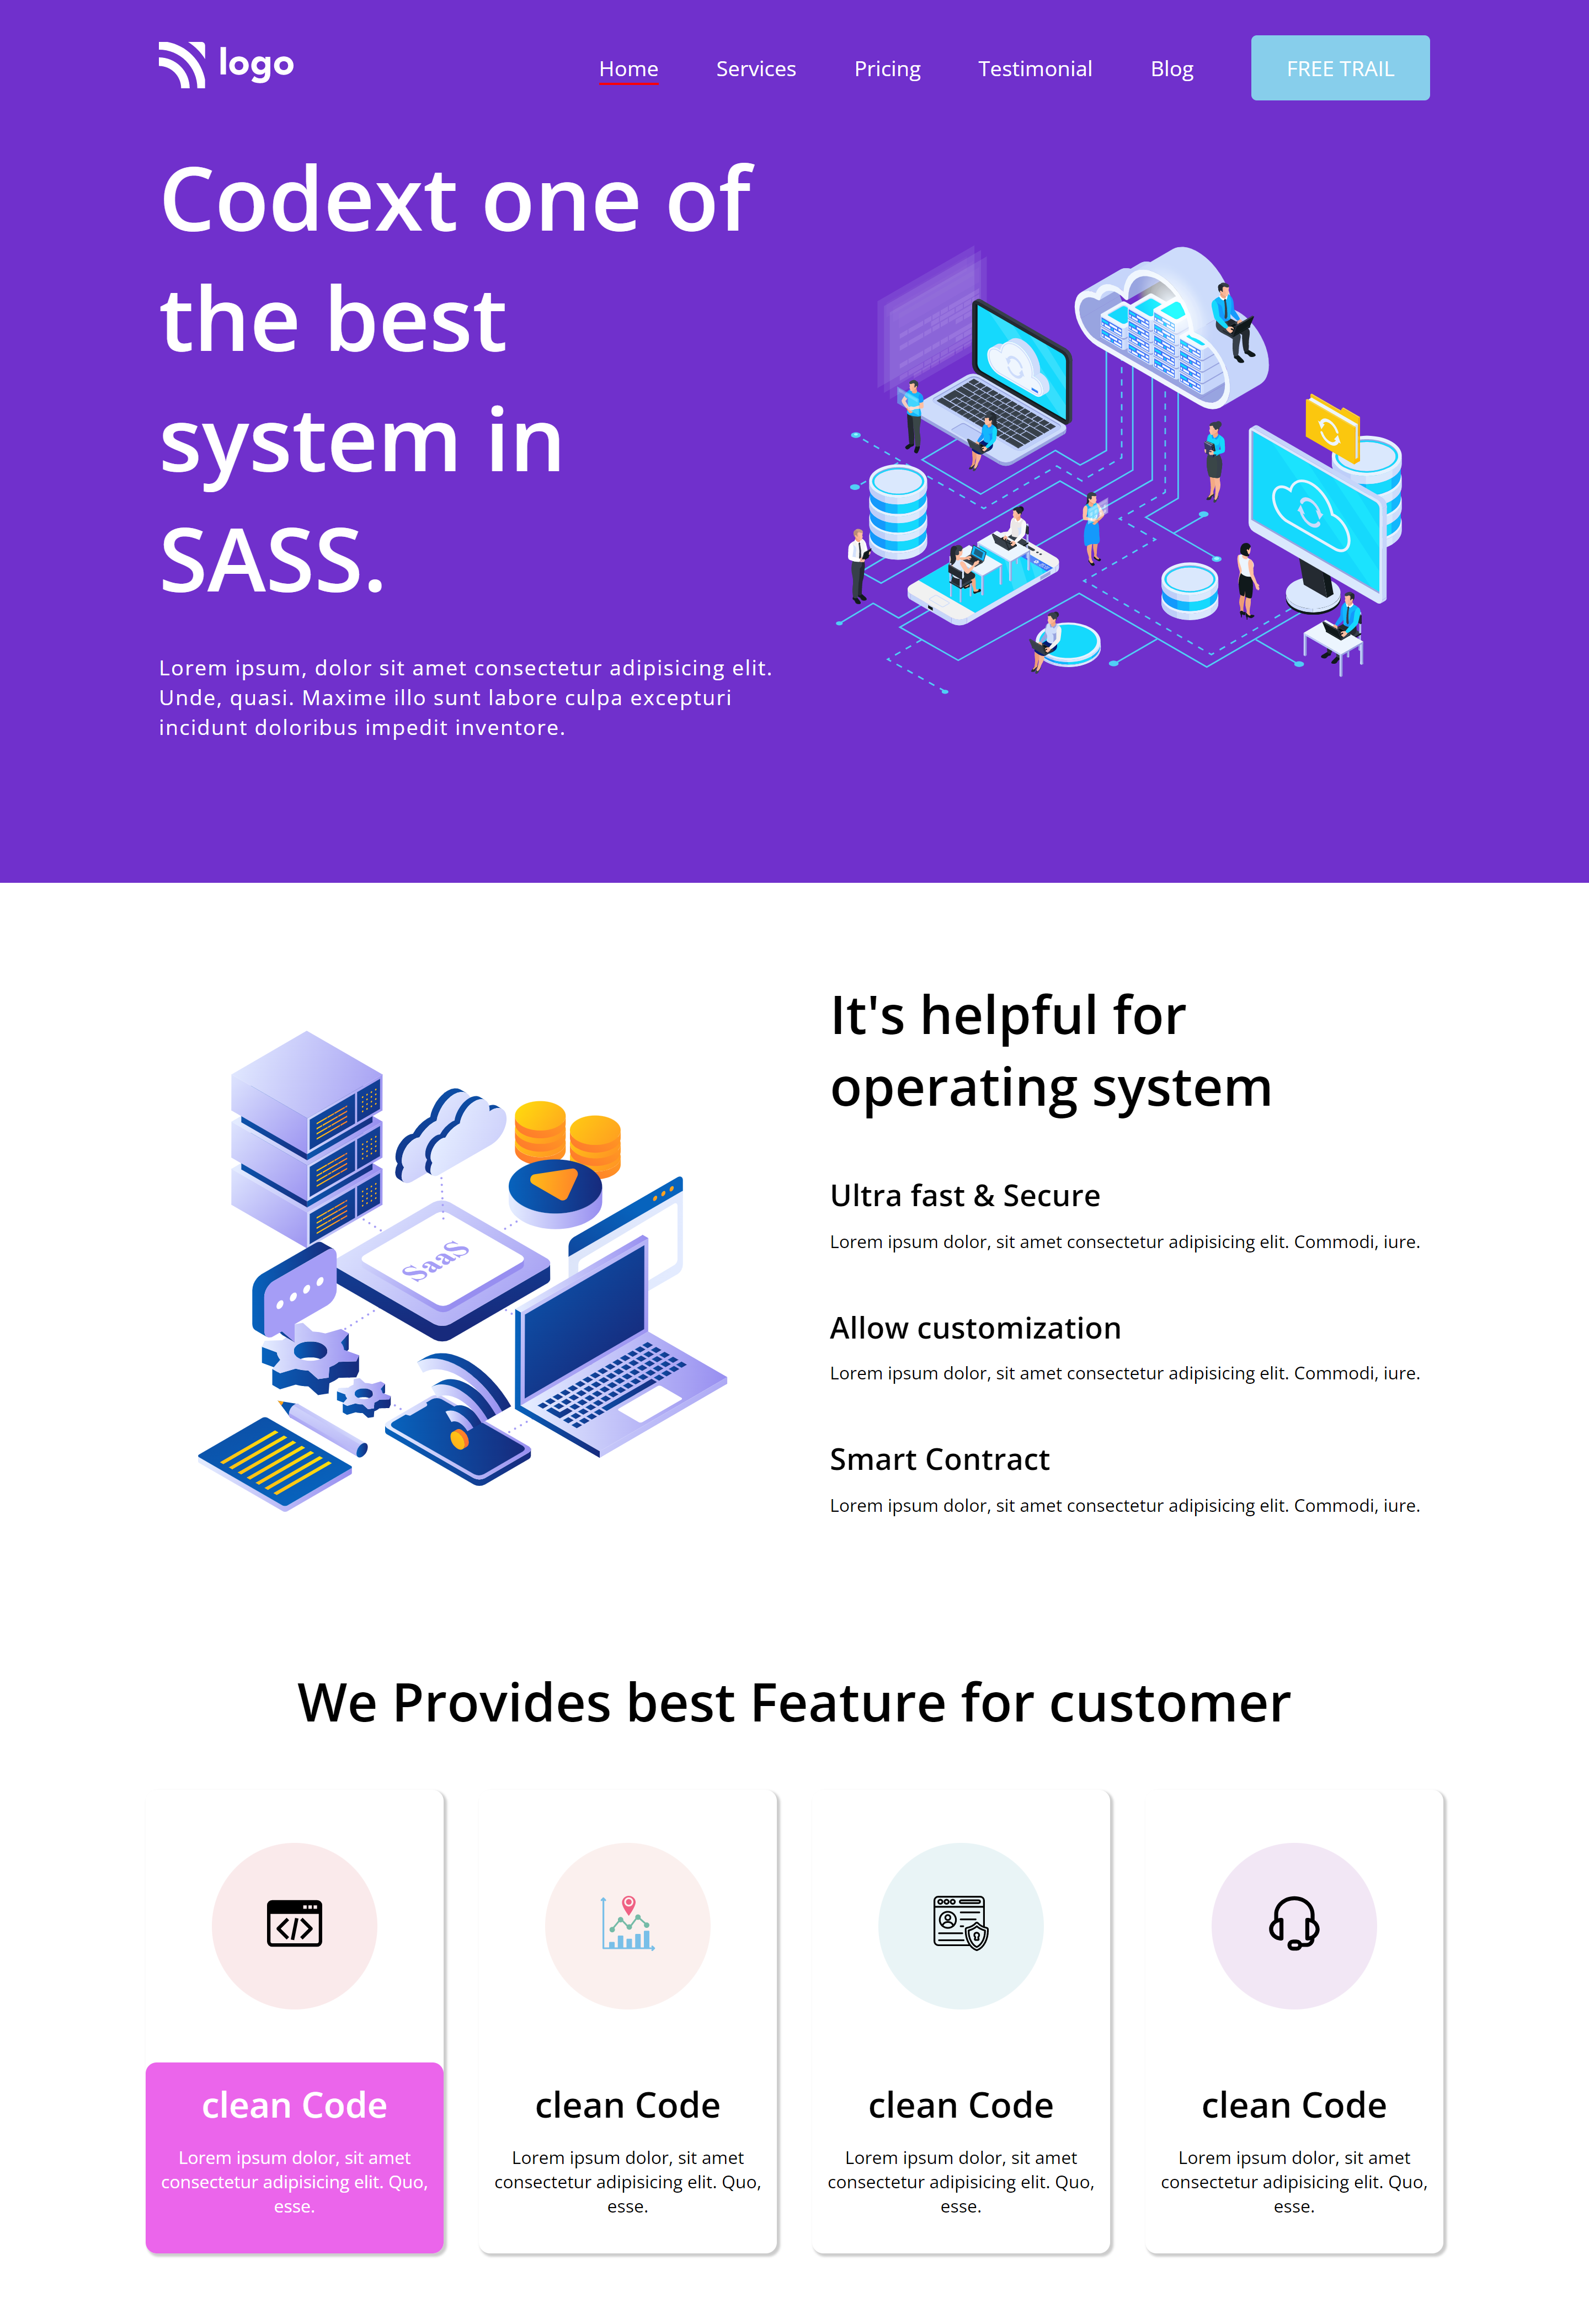 logo
Home Services Pricing Testimonial Blog FREE TRAIL
Codext one of
the best
system in
SASS.
Lorem ipsum, dolor sit amet consectetur adipisicing elit.
Unde, quasi. Maxime illo sunt labore culpa excepturi
incidunt doloribus impedit inventore.
It's helpful for
operating system
SaaS
Ultra fast & Secure
Lorem ipsum dolor, sit amet consectetur adipisicing elit. Commodi, iure.
Allow customization
Lorem ipsum dolor, sit amet consectetur adipisicing elit. Commodi, iure.
Smart Contract
Lorem ipsum dolor, sit amet consectetur adipisicing elit. Commodi, iure.
We Provides best Feature for customer
clean Code
Lorem ipsum dolor, sit amet
consectetur adipisicing elit. Quo,
esse.
clean Code
Lorem ipsum dolor, sit amet
consectetur adipisicing elit. Quo,
esse.
clean Code
Lorem ipsum dolor, sit amet
consectetur adipisicing elit. Quo,
esse.
clean Code
Lorem ipsum dolor, sit amet
consectetur adipisicing elit. Quo,
esse.